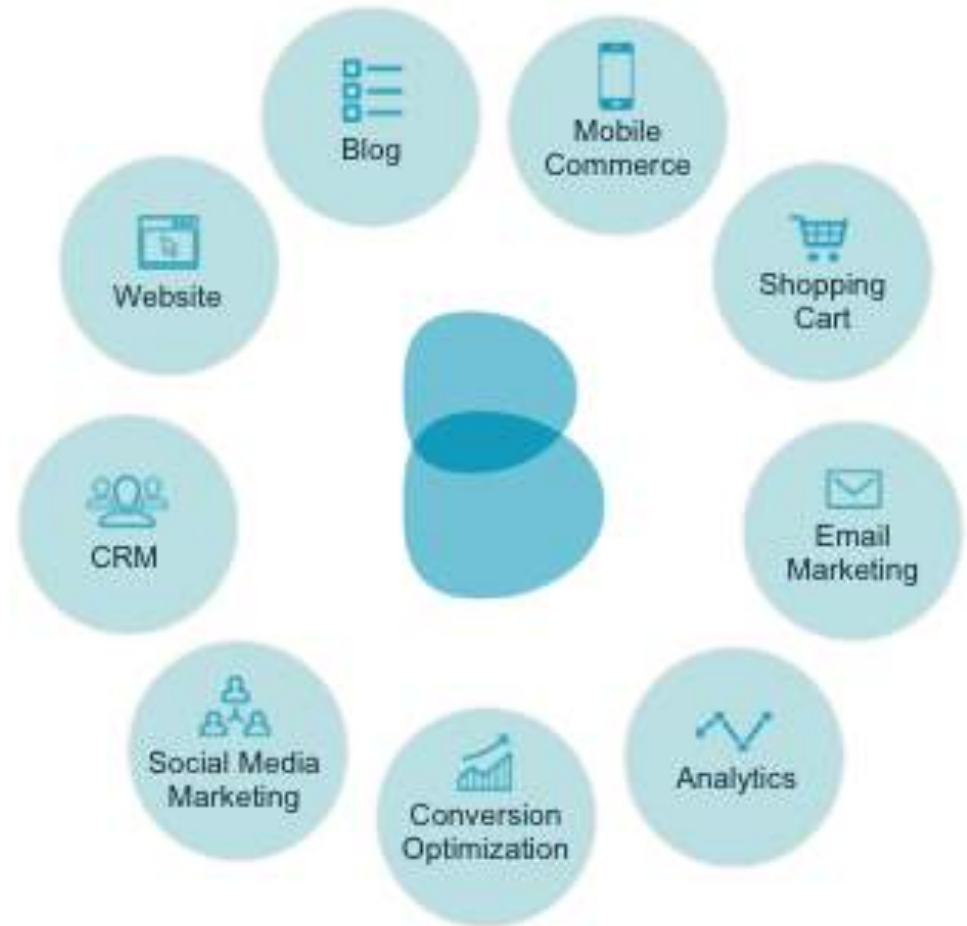 Blog
Mobile
Commerce
Website
Shopping
Cart
CRM
Email
Marketing
Social Media
Marketing
Analytics
Conversion
Optimization